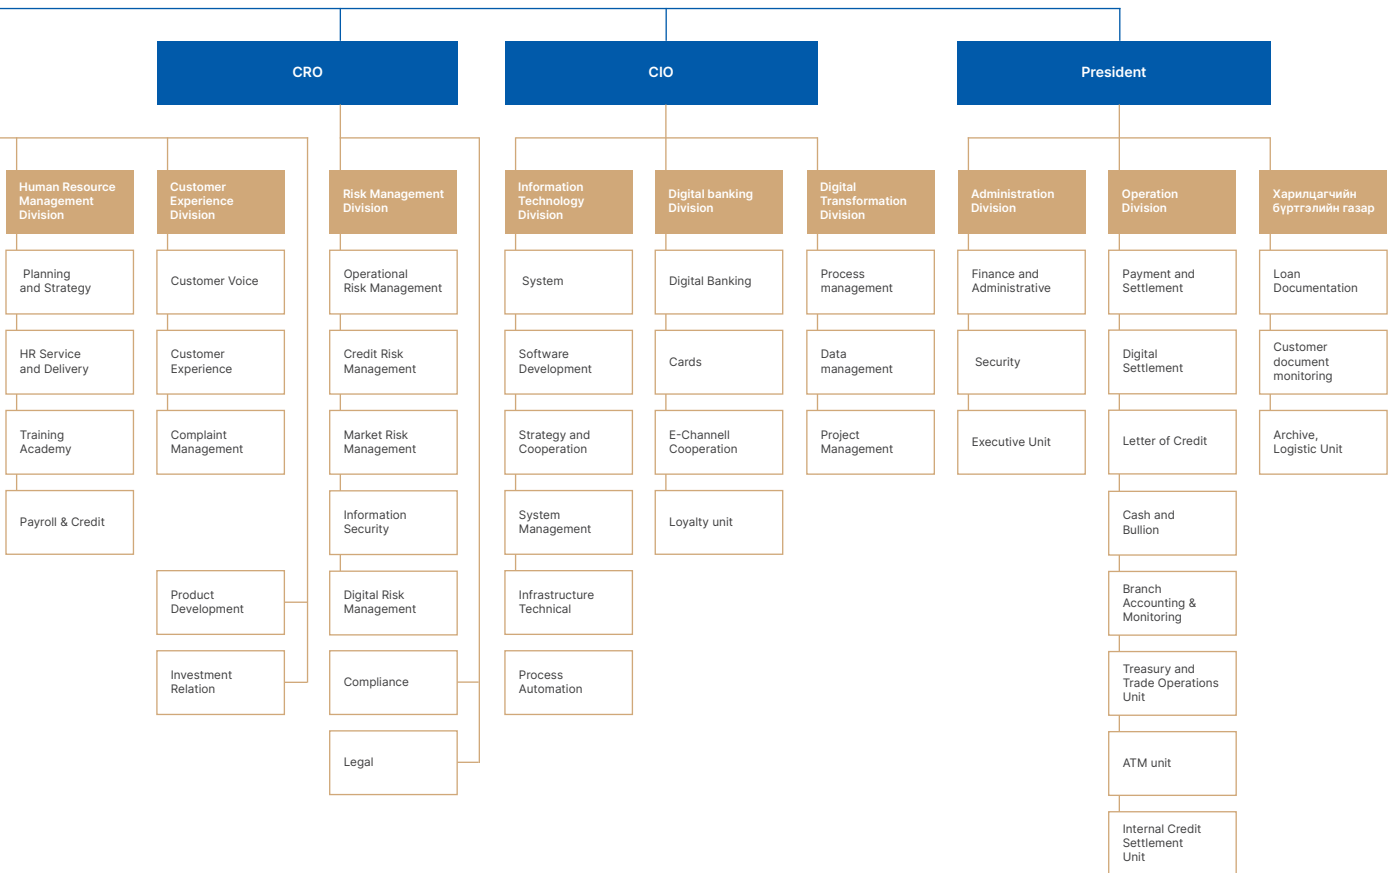 CRO
CIO
President
Human Resource
Management
Division
Customer
Experience
Division
Risk Management
Division
Information
Technology
Division
Digital banking
Division
Digital
Transformation
Division
Administration
Division
Operation
Division
Харилцагчийн
бүртгэлийн газар
Planning
and Strategy
Customer Voice
Operational
Risk Management
System
Digital Banking
Process
management
Finance and
Administrative
Payment and
Settlement
Loan
Documentation
HR Service
and Delivery
Customer
Experience
Credit Risk
Management
Software
Development
Cards
Data
management
Security
Digital
Settlement
Customer
document
monitoring
Training
Academy
Complaint
Management
Market Risk
Management
Strategy and
Cooperation
E-Channell
Cooperation
Project
Management
Executive Unit
Letter of Credit
Archive,
Logistic Unit
Payroll & Credit
Information
Security
System
Management
Loyalty unit
Cash and
Bullion
Product
Development
Digital Risk
Management
Infrastructure
Technical
Branch
Accounting &
Monitoring
Investment
Relation
Compliance
Process
Automation
Treasury and
Trade Operations
Unit
Legal
ATM unit
Internal Credit
Settlement
Unit